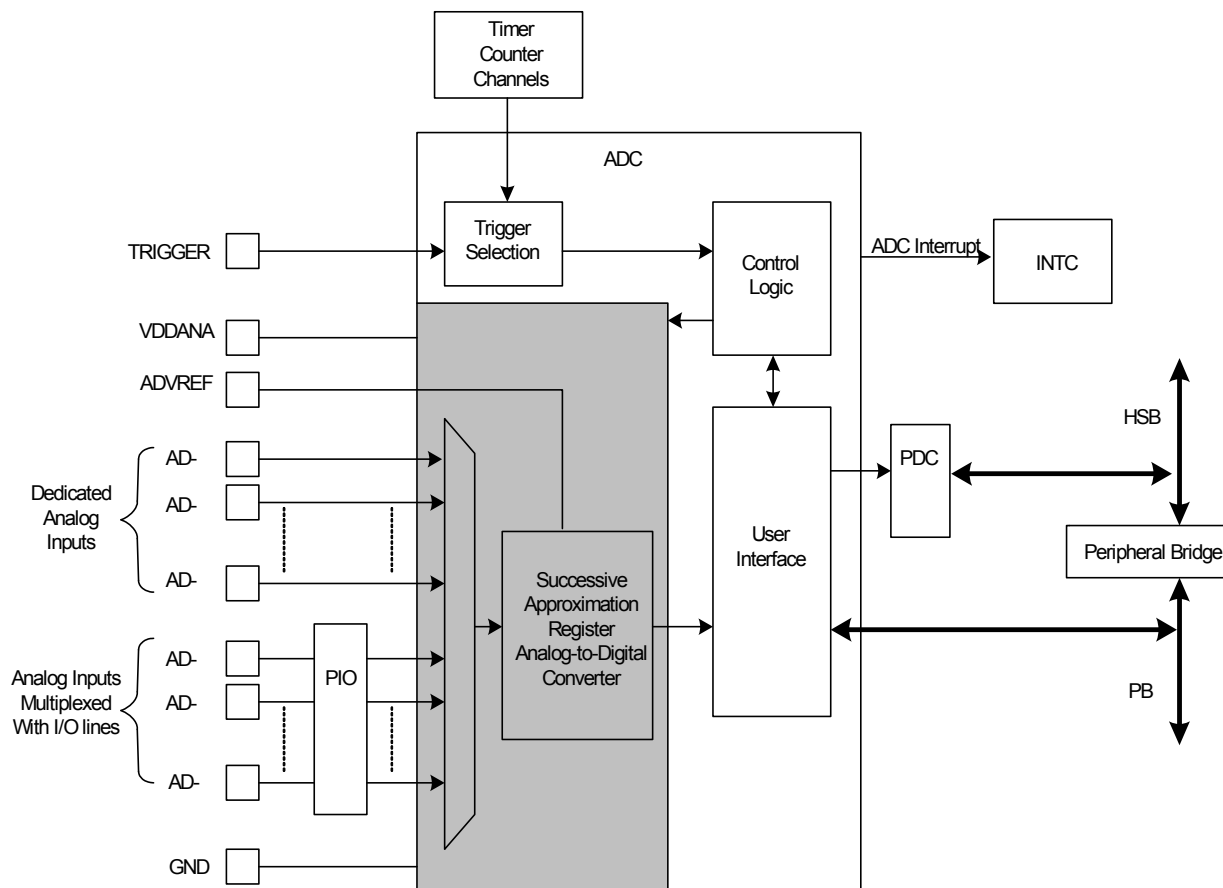 Timer
Counter
Channels
ADC
Trigger
Selection
TRIGGER
Control
Logic
ADC Interrupt
INTC
VDDANA
ADVREF
HSB
AD-
PDC
Dedicated
Analog
Inputs
AD-
User
Interface
Peripheral Bridge
AD-
Successive
Approximation
Register
Analog-to-Digital
Converter
AD-
PIO
Analog Inputs
Multiplexed
With I/O lines
AD-
PB
AD-
GND